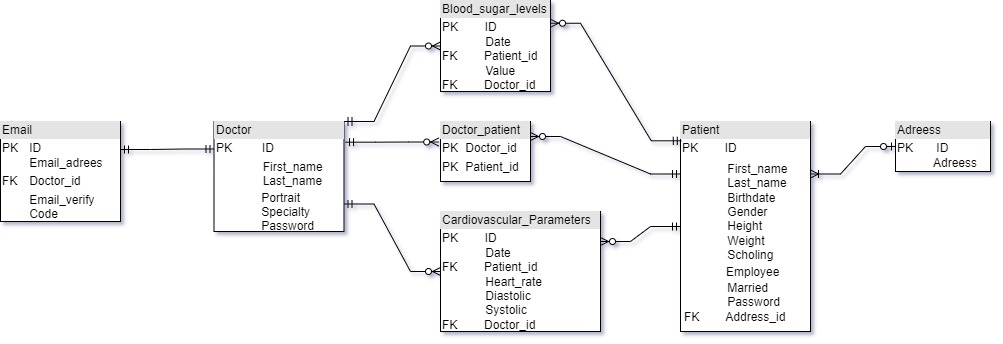 Blood_sugar_levels
PK ID
Date
FK Patient_id
Value
FK Doctor_id
Email
PK ID
Email_adrees
FK Doctor_id
Email_verify
Code
Doctor
PK ID
First_name
Last_name
Portrait
Specialty
Password
Doctor_patient
PK Doctor_id
PK Patient_id
Cardiovascular_Parameters
PK ID
Date
FK Patient_id
Heart_rate
Diastolic
Systolic
FK Doctor_id
Patient
PK ID
First_name
Last_name
Birthdate
Gender
Height
Weight
Scholing
Employee
Married
Password
FK Address_id
Adreess
PK ID
Adreess